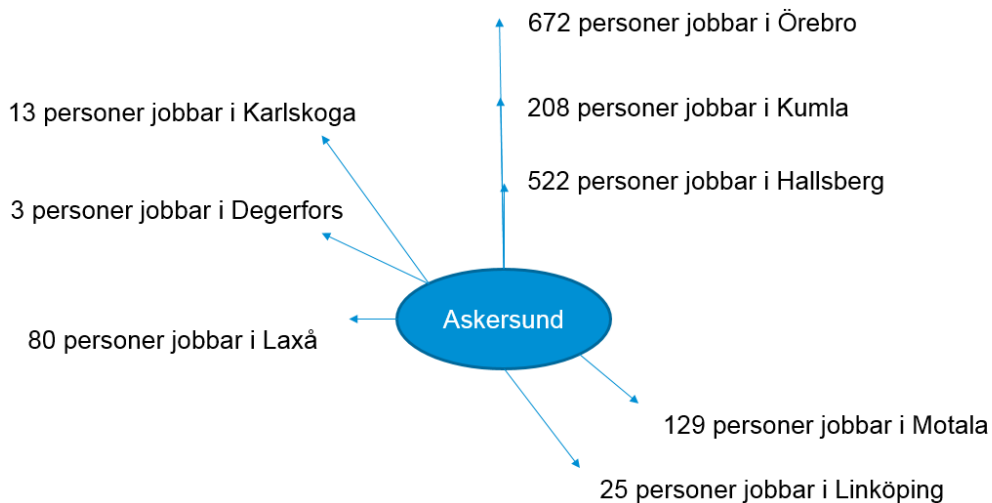 672 personer jobbar i Örebro
13 personer jobbar i Karlskoga
208 personer jobbar i Kumla
522 personer jobbar i Hallsberg
3 personer jobbar i Degerfors
Askersund
80 personer jobbar i Laxå
129 personer jobbar i Motala
25 personer jobbar i Linköping